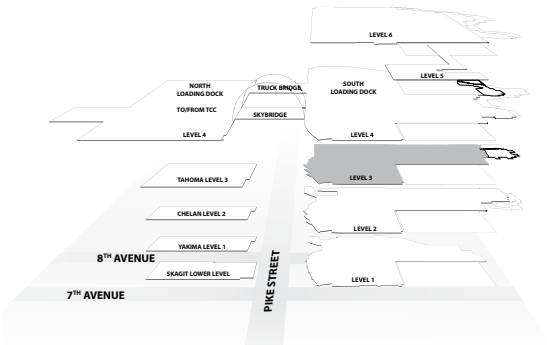 LEVEL 6
LEVEL 5
NORTH
LOADING DOCK
TO/FROM TCC
LEVEL 4
TRUCK BRIDGE
SKYBRIDGE
SOUTH
LOADING DOCK
LEVEL 4
TAHOMA LEVEL 3
LEVEL 3
CHELAN LEVEL 2
LEVEL 2
YAKIMA LEVEL 1
8TH AVENUE
SKAGIT LOWER LEVEL
LEVEL 1
7TH AVENUE
PIKE STREET